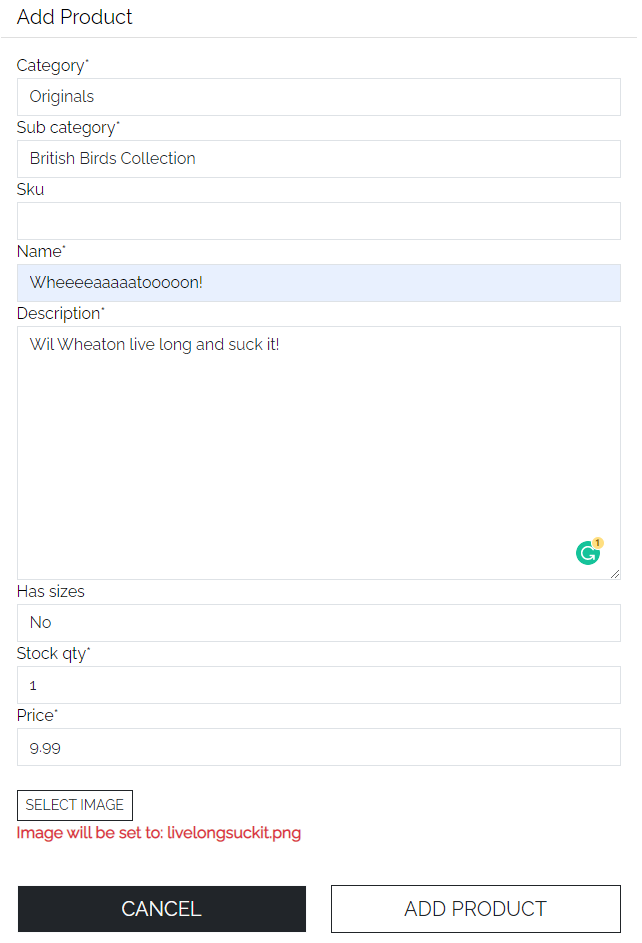 Add Product
Category*
Originals
Sub category*
British Birds Collection
Sku
Name*
Wheeeeaaaaatooooon!
Description*
Wil Wheaton live long and suck it!
1
Has sizes
No
Stock qty*
1
Price*
9.99
SELECT IMAGE
Image will be set to: livelongsuckit.png
CANCEL
ADD PRODUCT